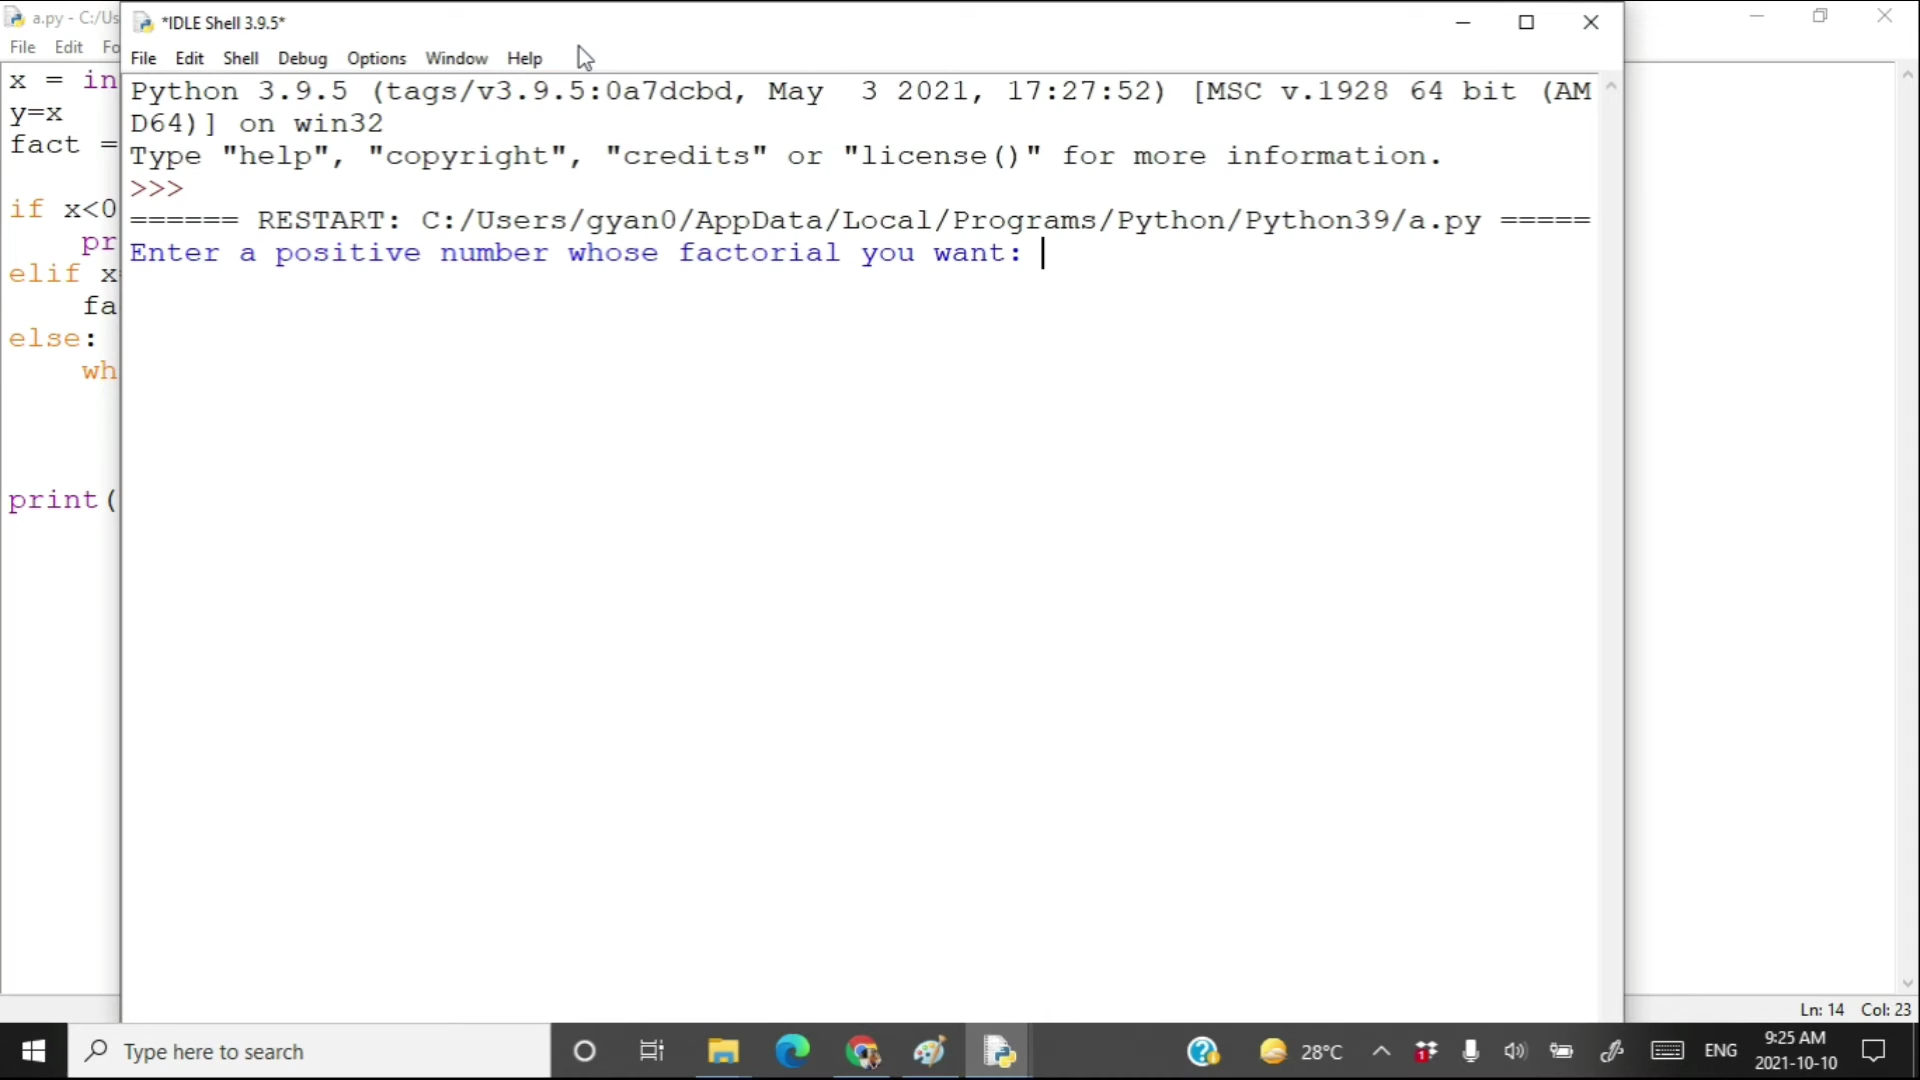 a.py - C:/Us
File Edit Fo
x = in
y=x
fact =
if x<0
pr
elif x
fa
else:
wh
print(
*IDLE Shell 3.9.5*
File Edit Shell Debug Options Window Help
Python 3.9.5 (tags/v3.9.5:0a7dcbd, May  3 2021, 17:27:52) [MSC v.1928 64 bit (AM
D64)] on win32
Type "help", "copyright", "credits" or "license()" for more information.
>>>
====== RESTART: C:/Users/gyan0/AppData/Local/Programs/Python/Python39/a.py =====
Enter a positive number whose factorial you want:
Ln: 14 Col: 23
Type here to search
1
28°C
ENG
9:25 AM
2021-10-10